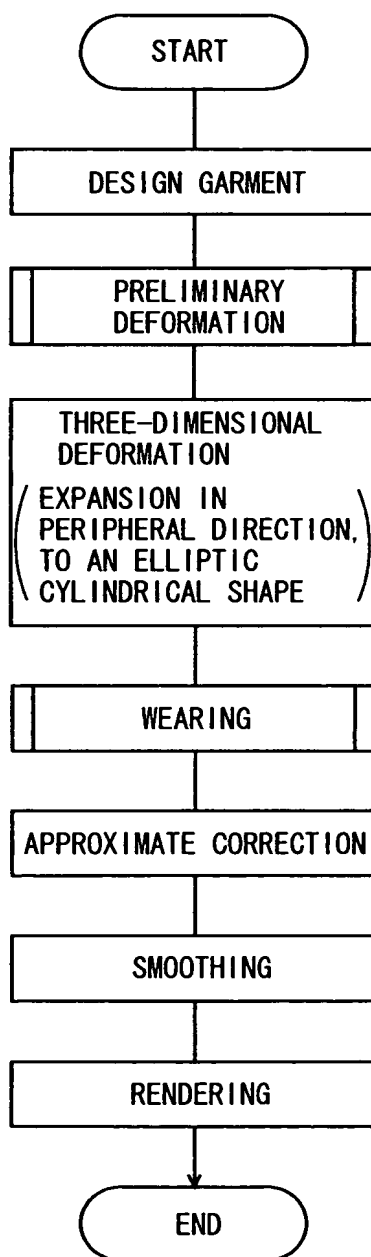 START
DESIGN GARMENT
PRELIMINARY
DEFORMATION
THREE-DIMENSIONAL
DEFORMATION
(EXPANSION IN
PERIPHERAL DIRECTION,
TO AN ELLIPTIC
CYLINDRICAL SHAPE)
WEARING
APPROXIMATE CORRECTION
SMOOTHING
RENDERING
END